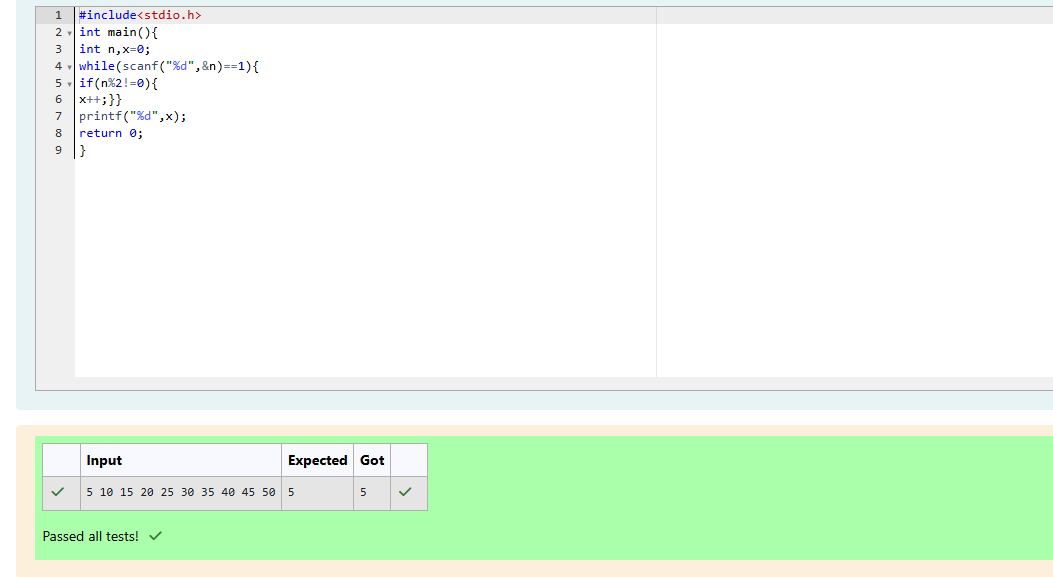 1 #include<stdio.h>
2 int main(){
3 int n,x=0;
4 while(scanf("%d",&n)==1){
5 if(n%2!=0){
6 x++;}}
7 printf("%d",x);
8 return 0;
9 }
Input Expected Got
5 10 15 20 25 30 35 40 45 50 5 5
Passed all tests!